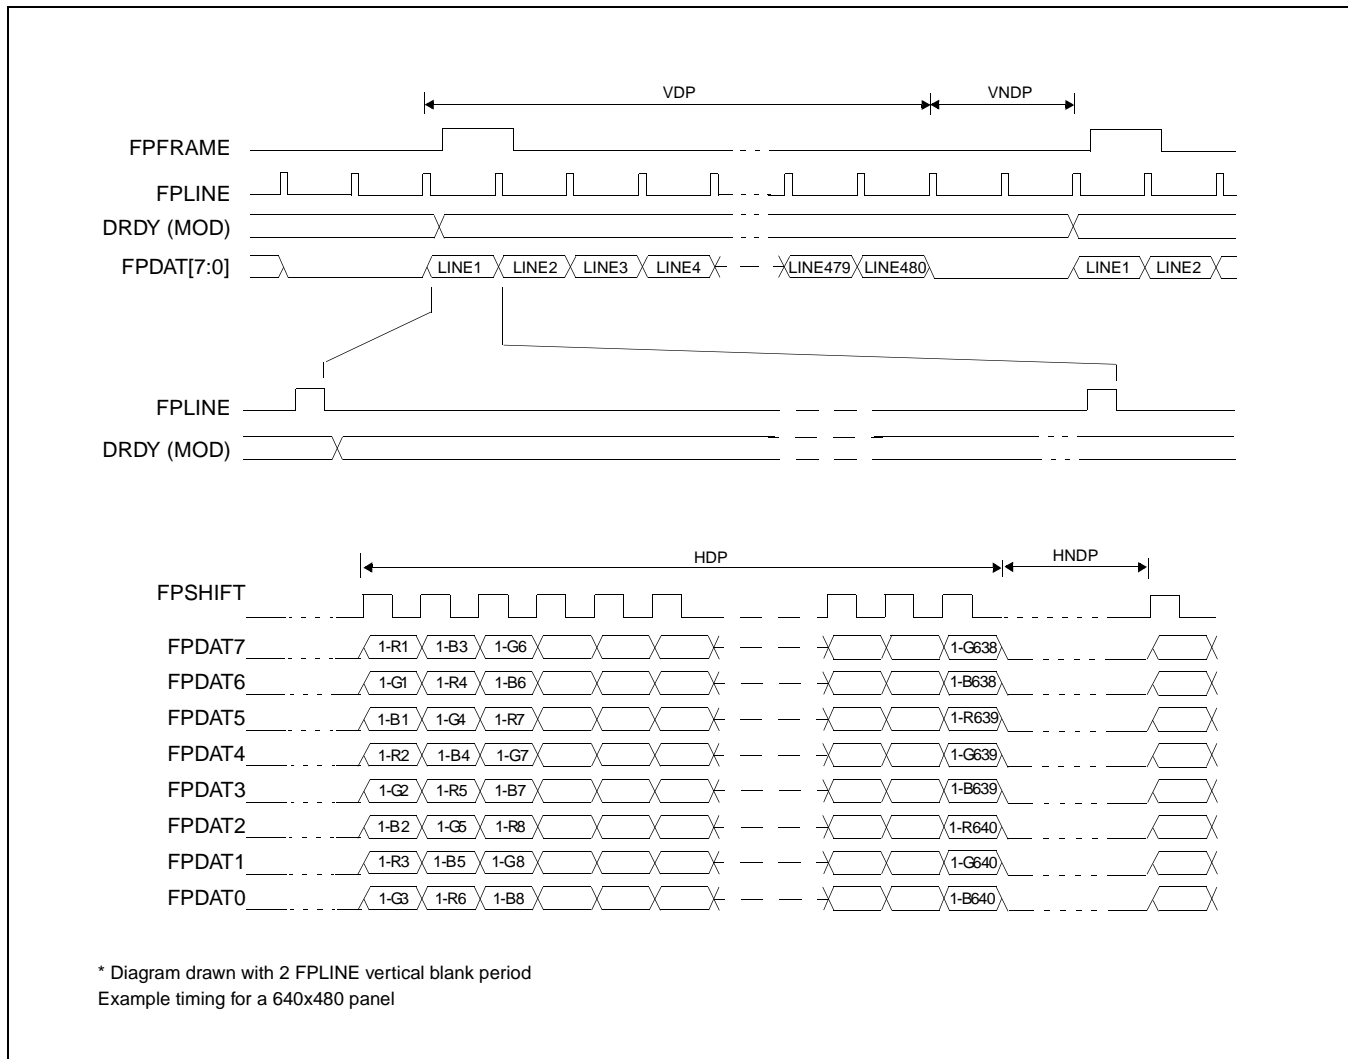 VDP VNDP
FPFRAME
FPLINE
DRDY (MOD)
FPDAT[7:0] LINE1 LINE2 LINE3 LINE4 LINE479 LINE480 LINE1 LINE2
FPLINE
DRDY (MOD)
HDP HNDP
FPSHIFT
FPDAT7 1-R1 1-B3 1-G6 1-G638
FPDAT6 1-G1 1-R4 1-B6 1-B638
FPDAT5 1-B1 1-G4 1-R7 1-R639
FPDAT4 1-R2 1-B4 1-G7 1-G639
FPDAT3 1-G2 1-R5 1-B7 1-B639
FPDAT2 1-B2 1-G5 1-R8 1-R640
FPDAT1 1-R3 1-B5 1-G8 1-G640
FPDAT0 1-G3 1-R6 1-B8 1-B640
* Diagram drawn with 2 FPLINE vertical blank period
Example timing for a 640x480 panel